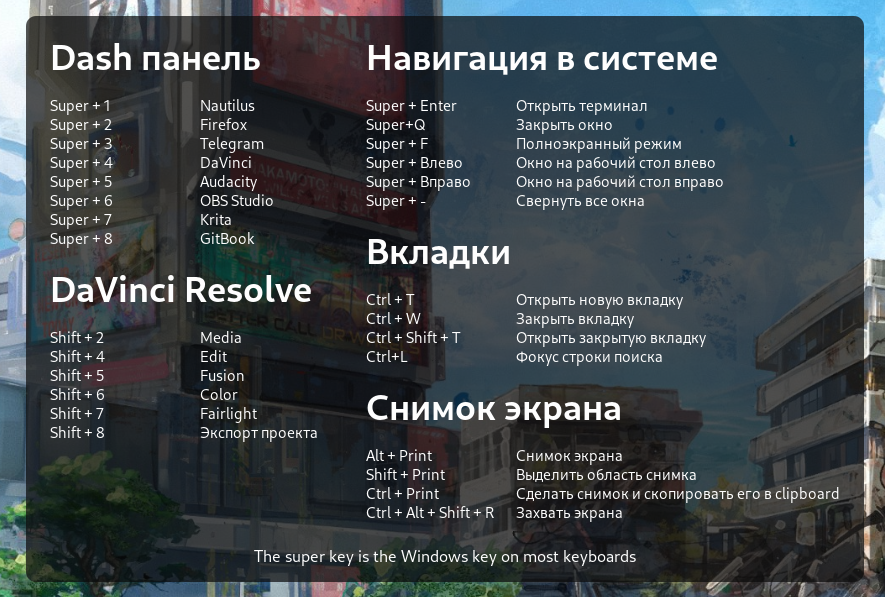 Dash панель
Super + 1 Nautilus
Super + 2 Firefox
Super + 3 Telegram
Super + 4 DaVinci
Super + 5 Audacity
Super + 6 OBS Studio
Super + 7 Krita
Super + 8 GitBook
DaVinci Resolve
Shift + 2 Media
Shift + 4 Edit
Shift + 5 Fusion
Shift + 6 Color
Shift + 7 Fairlight
Shift + 8 Экспорт проекта
Навигация в системе
Super + Enter Открыть терминал
Super+Q Закрыть окно
Super + F Полноэкранный режим
Super + Влево Окно на рабочий стол влево
Super + Вправо Окно на рабочий стол вправо
Super + - Свернуть все окна
Вкладки
Ctrl + T Открыть новую вкладку
Ctrl + W Закрыть вкладку
Ctrl + Shift + T Открыть закрытую вкладку
Ctrl+L Фокус строки поиска
Снимок экрана
Alt + Print Снимок экрана
Shift + Print Выделить область снимка
Ctrl + Print Сделать снимок и скопировать его в clipboard
Ctrl + Alt + Shift + R Захвать экрана
The super key is the Windows key on most keyboards